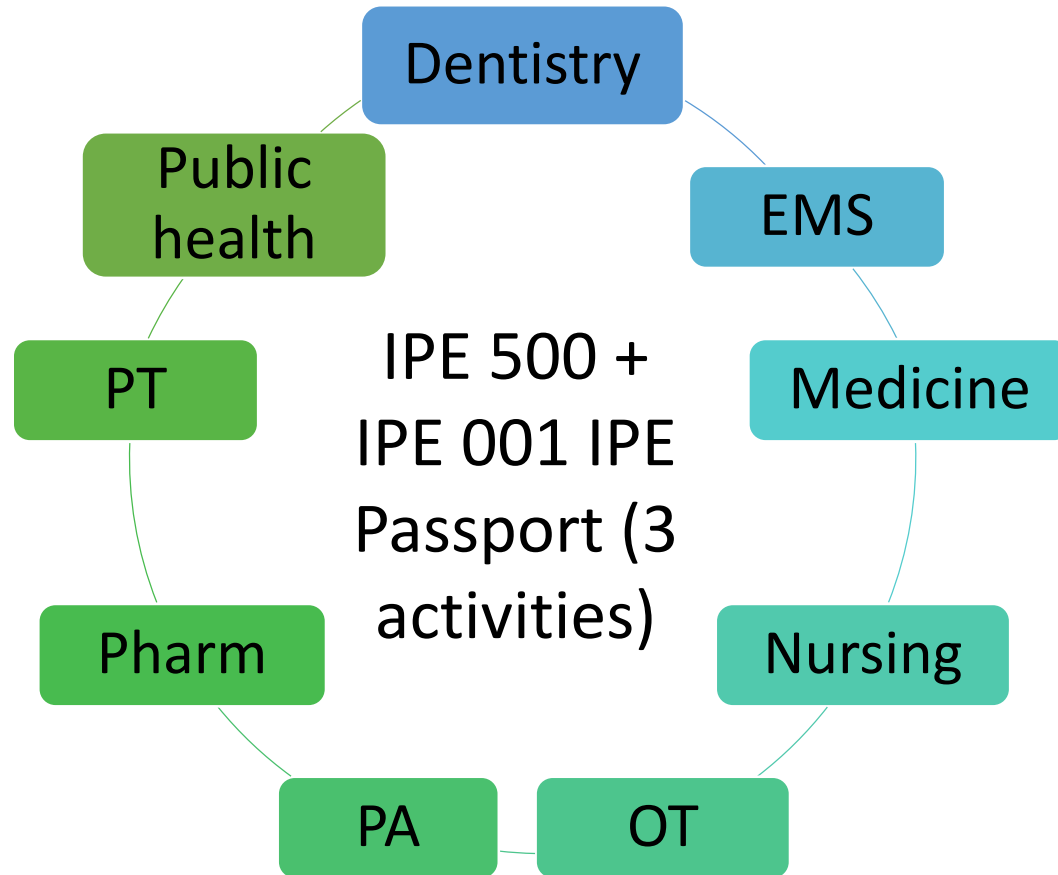 Dentistry
EMS
Medicine
Nursing
OT
PA
Pharm
PT
Public
health
IPE 500 +
IPE 001 IPE
Passport (3
activities)